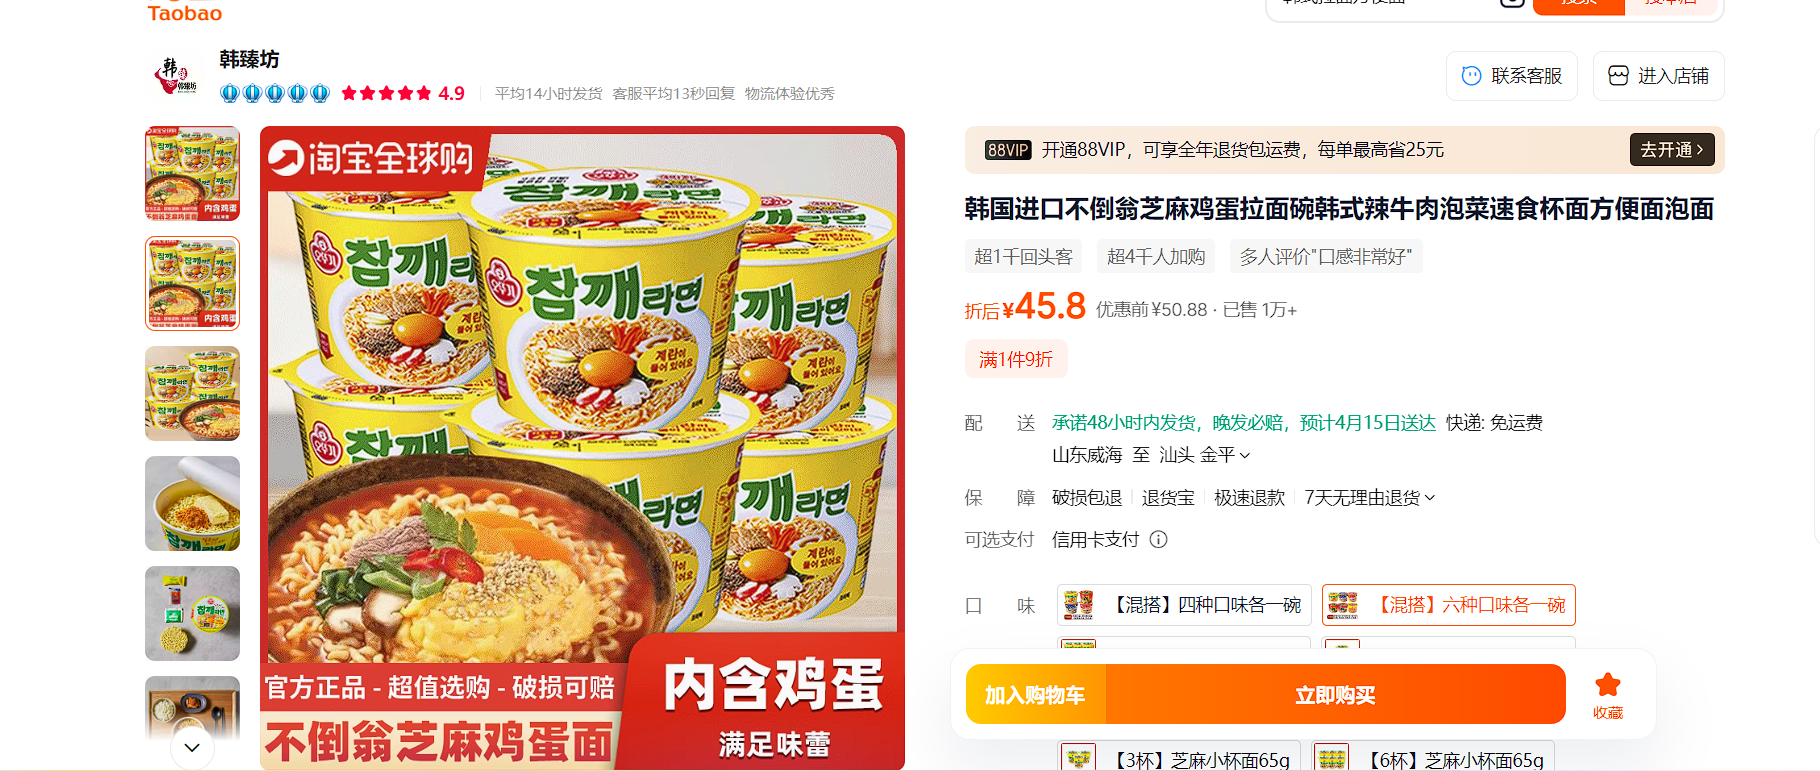 Taobao
韩臻坊
4.9
平均14小时发货 客服平均13秒回复 物流体验优秀
联系客服
进入店铺
淘宝全球购
참깨라면
오뚜기
계란이 들어 있어요
官方正品 - 超值选购 - 破损可赔
不倒翁芝麻鸡蛋面
内含鸡蛋
满足味蕾
88VIP 开通88VIP，可享全年退货包运费，每单最高省25元
去开通
韩国进口不倒翁芝麻鸡蛋拉面碗韩式辣牛肉泡菜速食杯面方便面泡面
超1千回头客 超4千人加购 多人评价"口感非常好"
折后 ¥45.8 优惠前 ¥50.88 · 已售 1万+
满1件9折
配送 承诺48小时内发货，晚发必赔，预计4月15日送达 快递: 免运费
山东威海 至 汕头 金平
保障 破损包退 退货宝 极速退款 7天无理由退货
可选支付 信用卡支付
口味 【混搭】四种口味各一碗 【混搭】六种口味各一碗
加入购物车 立即购买
收藏
【3杯】芝麻小杯面65g 【6杯】芝麻小杯面65g